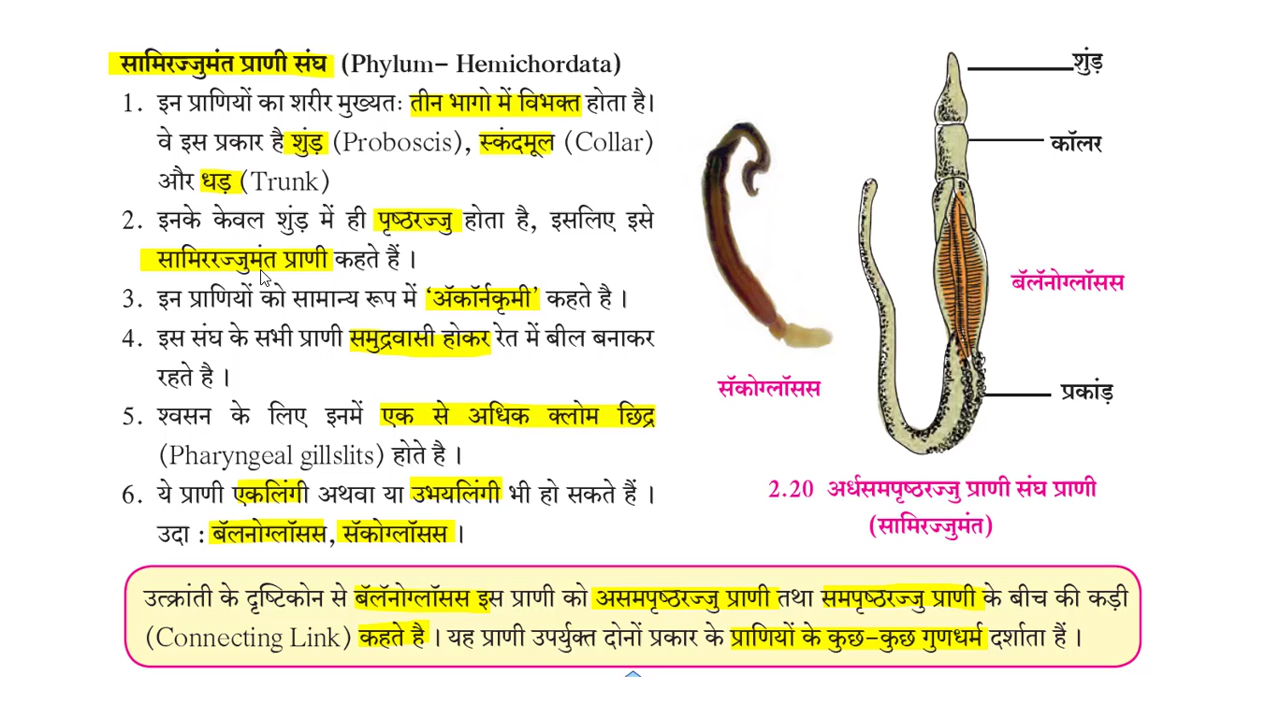 सामिरज्जुमंत प्राणी संघ (Phylum– Hemichordata)
1. इन प्राणियों का शरीर मुख्यतः तीन भागो में विभक्त होता है।
वे इस प्रकार है शुंड़ (Proboscis), स्कंदमूल (Collar)
और धड़ (Trunk)
2. इनके केवल शुंड़ में ही पृष्ठरज्जु होता है, इसलिए इसे
सामिररज्जुमंत प्राणी कहते हैं ।
3. इन प्राणियों को सामान्य रूप में ‘ॲकॉर्नकृमी’ कहते है ।
4. इस संघ के सभी प्राणी समुद्रवासी होकर रेत में बील बनाकर
रहते है ।
5. श्वसन के लिए इनमें एक से अधिक क्लोम छिद्र
(Pharyngeal gillslits) होते है ।
6. ये प्राणी एकलिंगी अथवा या उभयलिंगी भी हो सकते हैं ।
उदा : बॅलनोग्लॉसस, सॅकोग्लॉसस ।
शुंड़
कॉलर
बॅलॅनोग्लॉसस
सॅकोग्लॉसस
प्रकांड़
2.20 अर्धसमपृष्ठरज्जु प्राणी संघ प्राणी
(सामिरज्जुमंत)
उत्क्रांती के दृष्टिकोन से बॅलॅनोग्लॉसस इस प्राणी को असमपृष्ठरज्जु प्राणी तथा समपृष्ठरज्जु प्राणी के बीच की कड़ी
(Connecting Link) कहते है । यह प्राणी उपर्युक्त दोनों प्रकार के प्राणियों के कुछ-कुछ गुणधर्म दर्शाता हैं ।